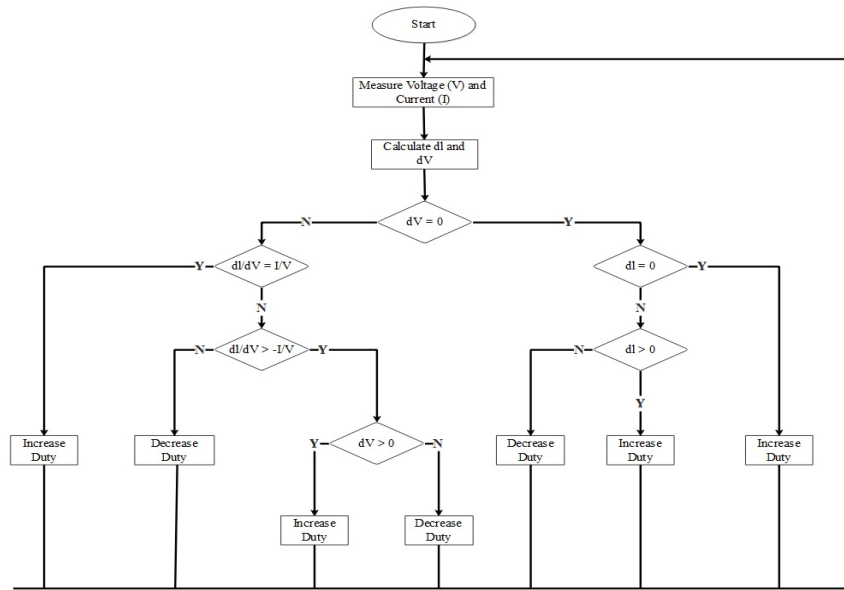 Start
Measure Voltage (V) and
Current (I)
Calculate dI and
dV
N
dV = 0
Y
Y
dI/dV = I/V
dI = 0
Y
N
N
N
dI/dV > -I/V
Y
N
dI > 0
Y
Increase
Duty
Decrease
Duty
Y
dV > 0
N
Decrease
Duty
Increase
Duty
Increase
Duty
Increase
Duty
Decrease
Duty